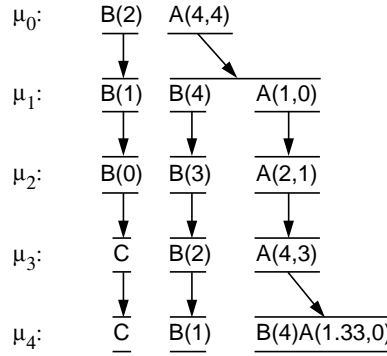 μ0: B(2) A(4,4)
μ1: B(1) B(4) A(1,0)
μ2: B(0) B(3) A(2,1)
μ3: C B(2) A(4,3)
μ4: C B(1) B(4)A(1.33,0)